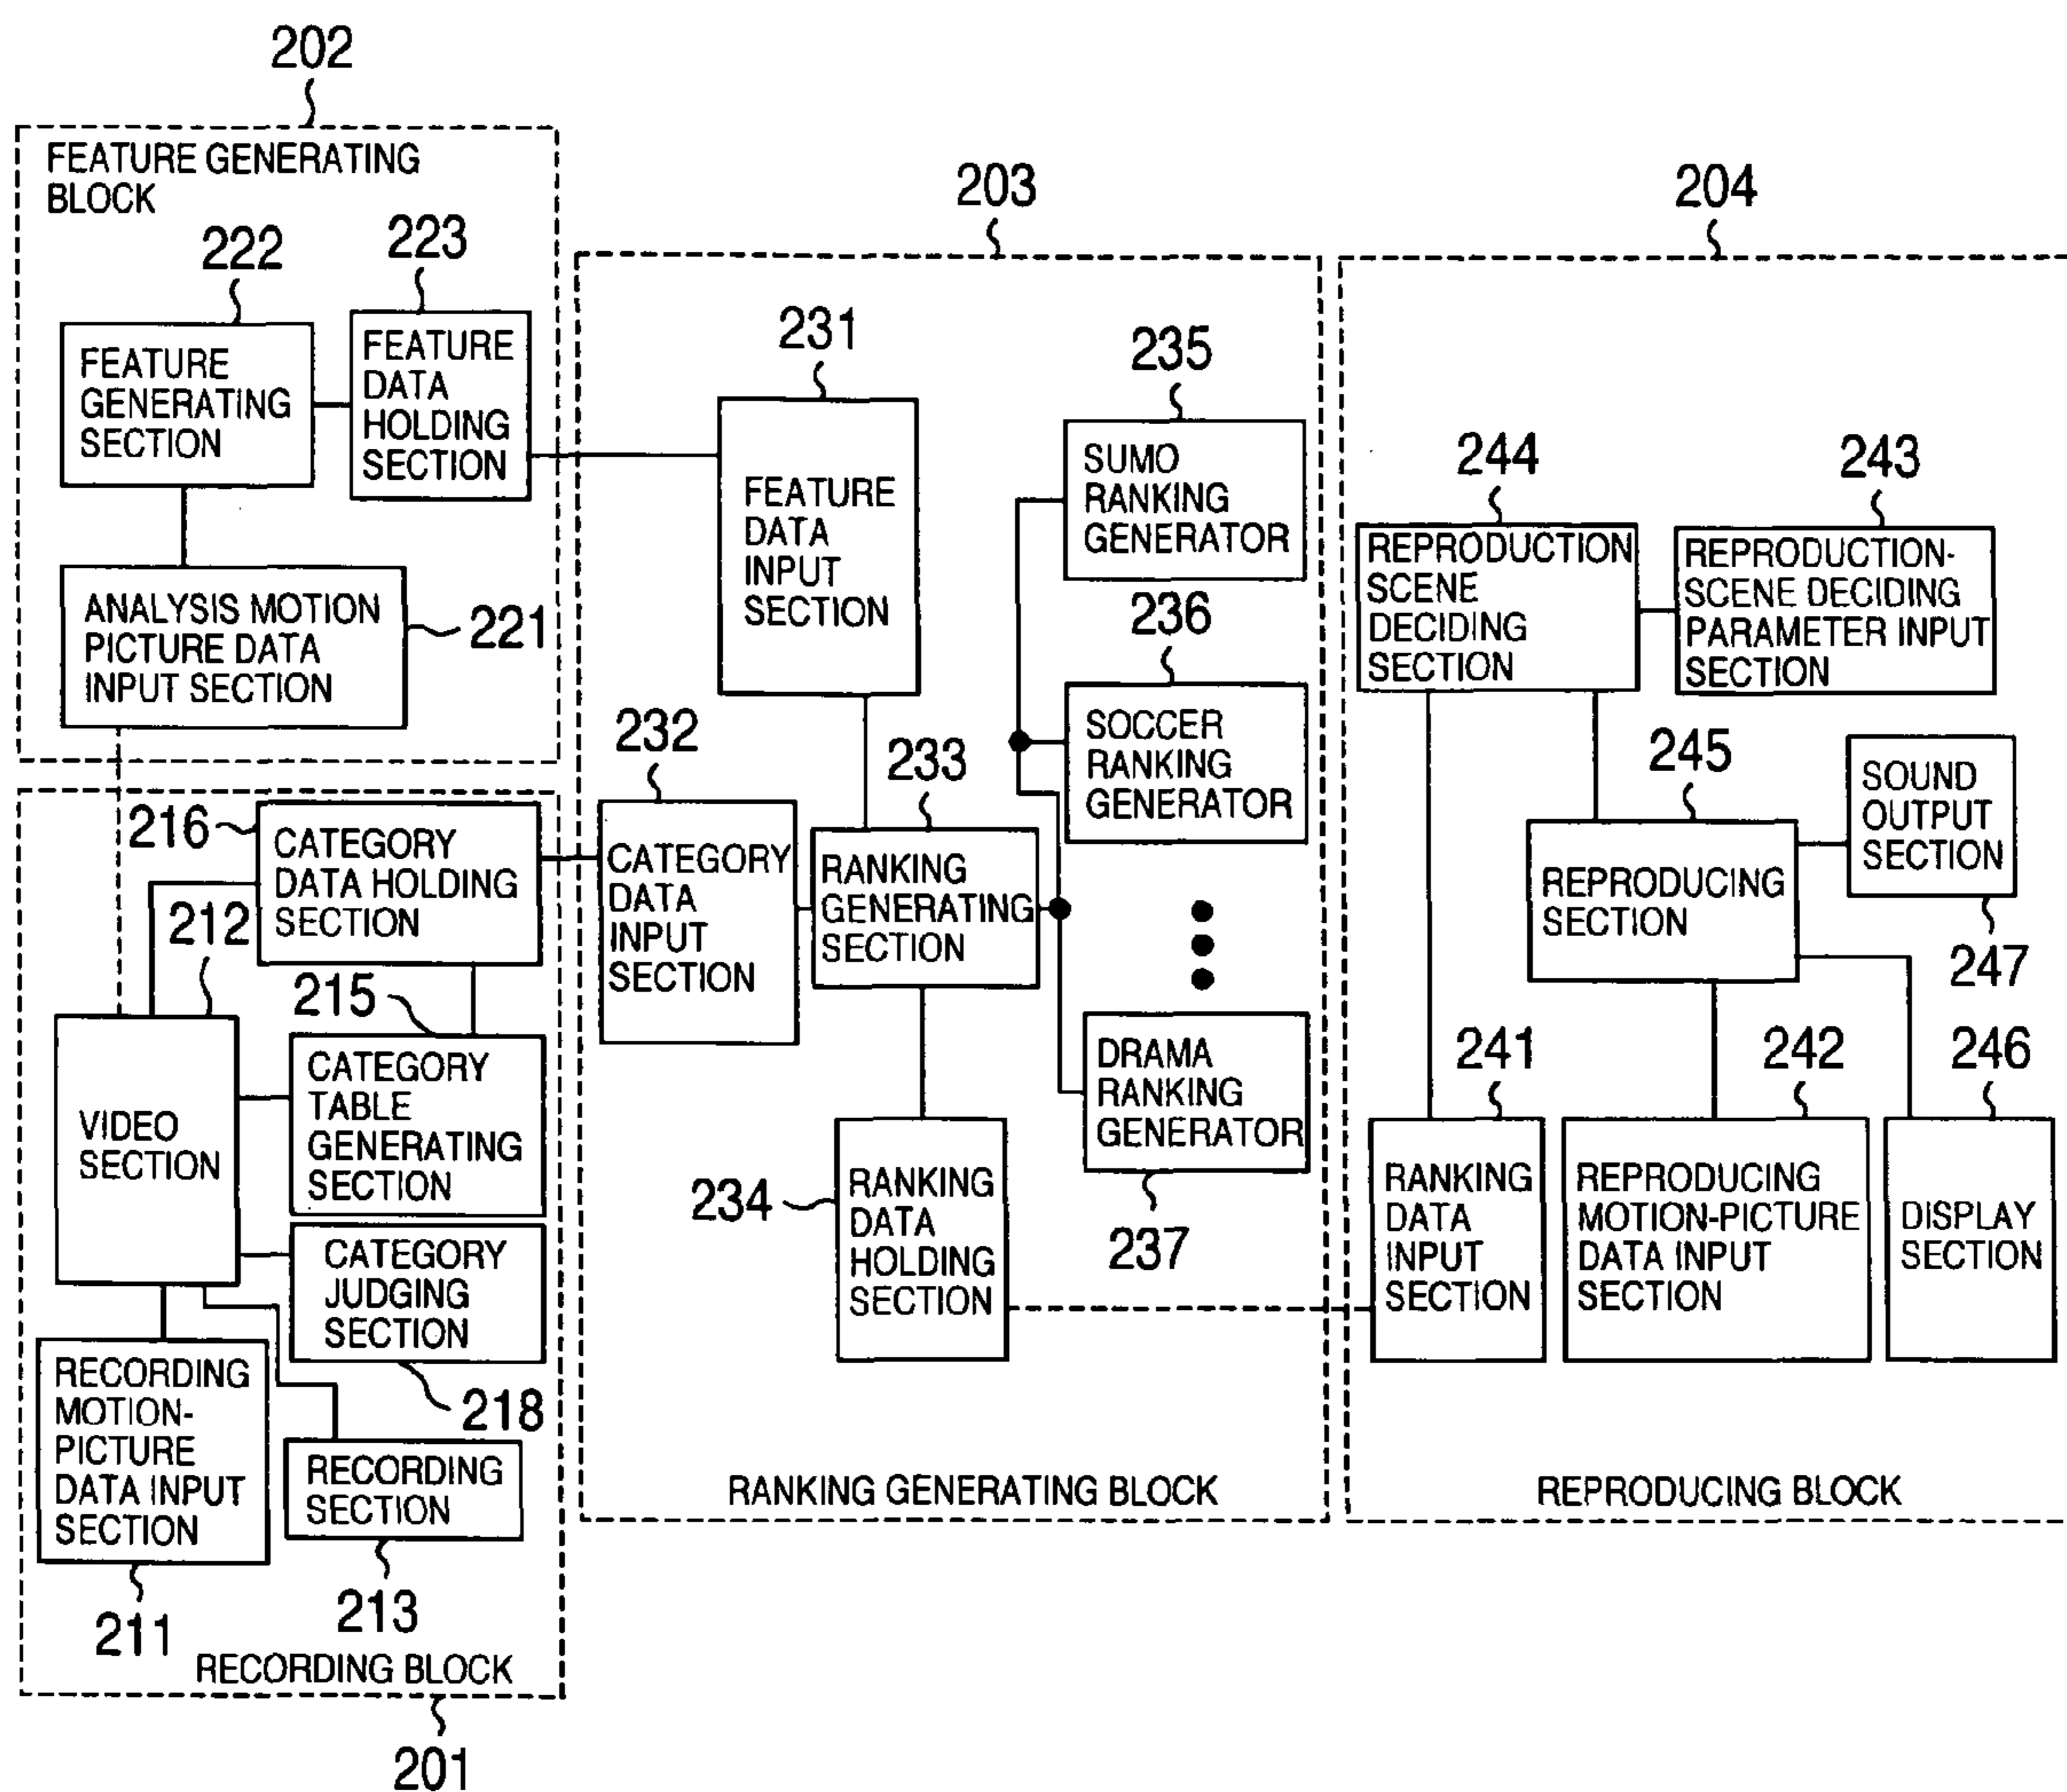 202
FEATURE GENERATING
BLOCK
222
223
FEATURE
GENERATING
SECTION
FEATURE
DATA
HOLDING
SECTION
ANALYSIS MOTION
PICTURE DATA
INPUT SECTION
221
203
231
FEATURE
DATA
INPUT
SECTION
235
SUMO
RANKING
GENERATOR
236
SOCCER
RANKING
GENERATOR
232
CATEGORY
DATA
INPUT
SECTION
233
RANKING
GENERATING
SECTION
DRAMA
RANKING
GENERATOR
237
234
RANKING
DATA
HOLDING
SECTION
RANKING GENERATING BLOCK
204
244
REPRODUCTION
SCENE
DECIDING
SECTION
243
REPRODUCTION-
SCENE DECIDING
PARAMETER INPUT
SECTION
245
REPRODUCING
SECTION
SOUND
OUTPUT
SECTION
247
241
RANKING
DATA
INPUT
SECTION
242
REPRODUCING
MOTION-PICTURE
DATA INPUT
SECTION
246
DISPLAY
SECTION
REPRODUCING BLOCK
216
CATEGORY
DATA HOLDING
SECTION
212
VIDEO
SECTION
215
CATEGORY
TABLE
GENERATING
SECTION
CATEGORY
JUDGING
SECTION
218
RECORDING
MOTION-
PICTURE
DATA INPUT
SECTION
211
RECORDING
SECTION
213
RECORDING BLOCK
201